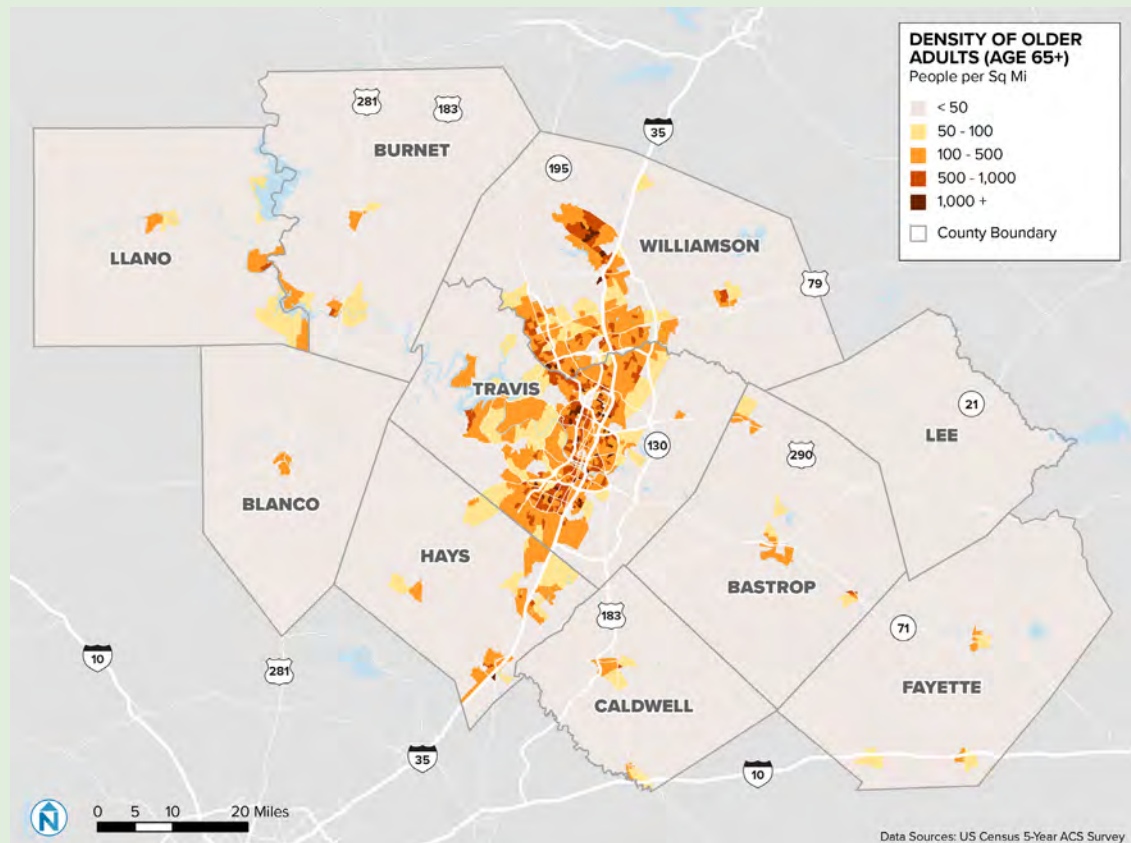 DENSITY OF OLDER
ADULTS (AGE 65+)
People per Sq Mi
< 50
50 - 100
100 - 500
500 - 1,000
1,000 +
County Boundary
281
183
35
BURNET
195
LLANO
WILLIAMSON
79
TRAVIS
21
LEE
130
290
BLANCO
HAYS
BASTROP
183
71
10
281
FAYETTE
CALDWELL
35
10
N
0 5 10 20 Miles
Data Sources: US Census 5-Year ACS Survey